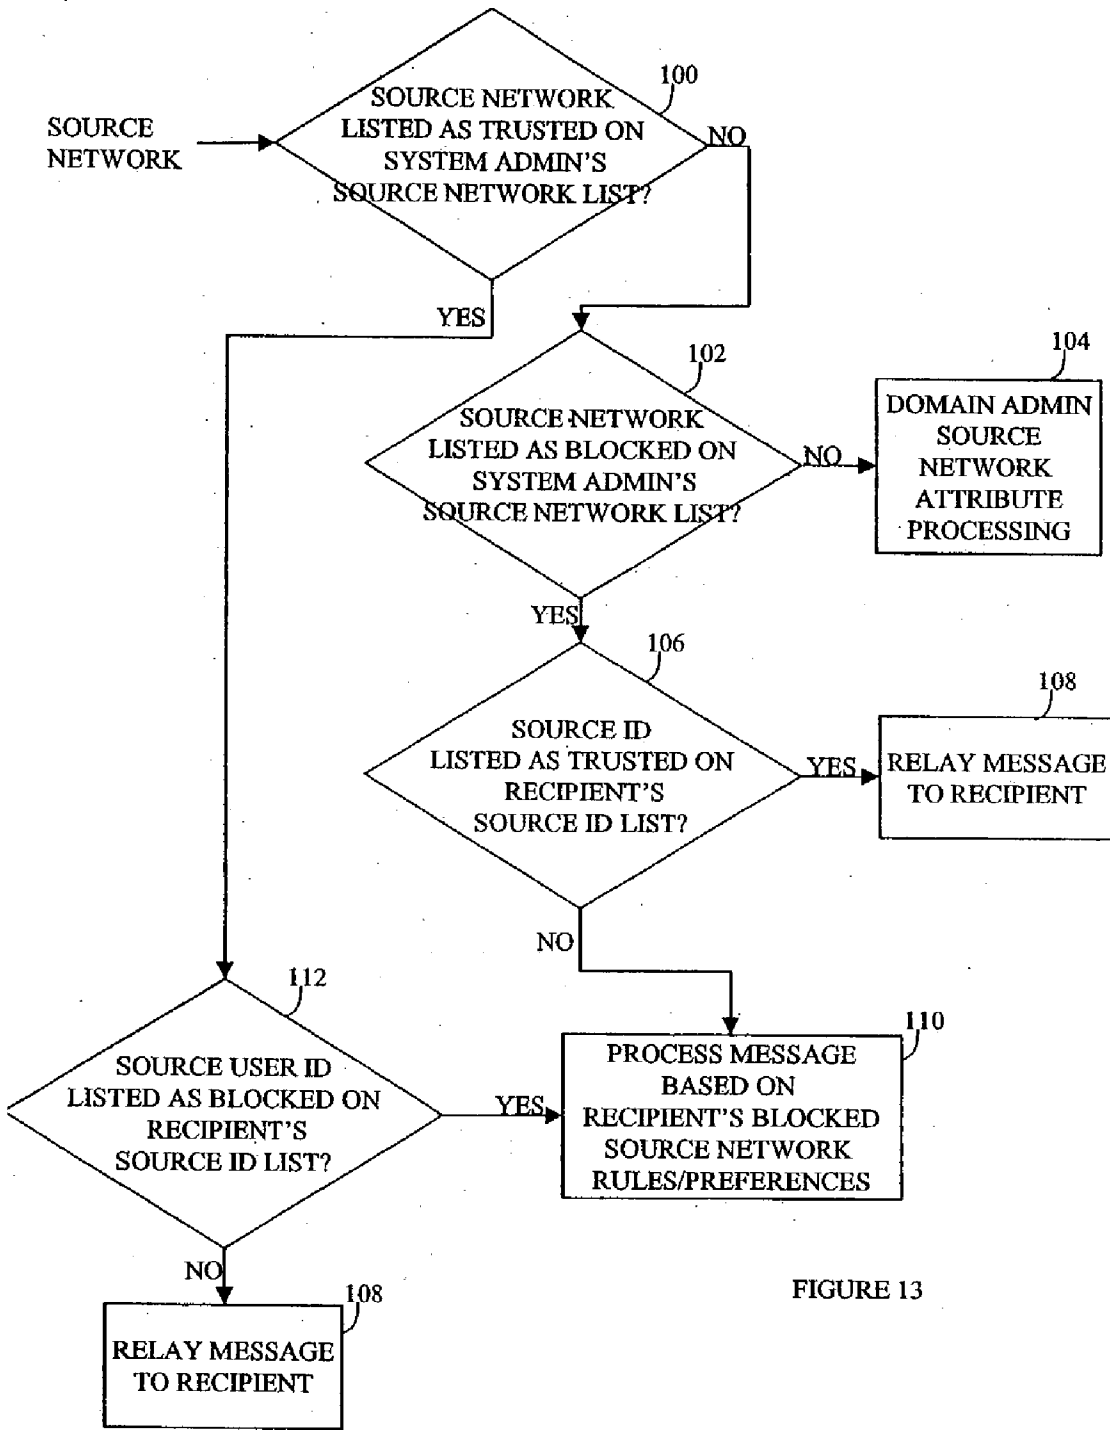 100
SOURCE NETWORK
LISTED AS TRUSTED ON
SYSTEM ADMIN'S
SOURCE NETWORK LIST?
SOURCE
NETWORK
NO
YES
102
SOURCE NETWORK
LISTED AS BLOCKED ON
SYSTEM ADMIN'S
SOURCE NETWORK LIST?
NO
104
DOMAIN ADMIN
SOURCE
NETWORK
ATTRIBUTE
PROCESSING
YES
106
SOURCE ID
LISTED AS TRUSTED ON
RECIPIENT'S
SOURCE ID LIST?
YES
108
RELAY MESSAGE
TO RECIPIENT
NO
112
SOURCE USER ID
LISTED AS BLOCKED ON
RECIPIENT'S
SOURCE ID LIST?
YES
110
PROCESS MESSAGE
BASED ON
RECIPIENT'S BLOCKED
SOURCE NETWORK
RULES/PREFERENCES
NO
108
RELAY MESSAGE
TO RECIPIENT
FIGURE 13